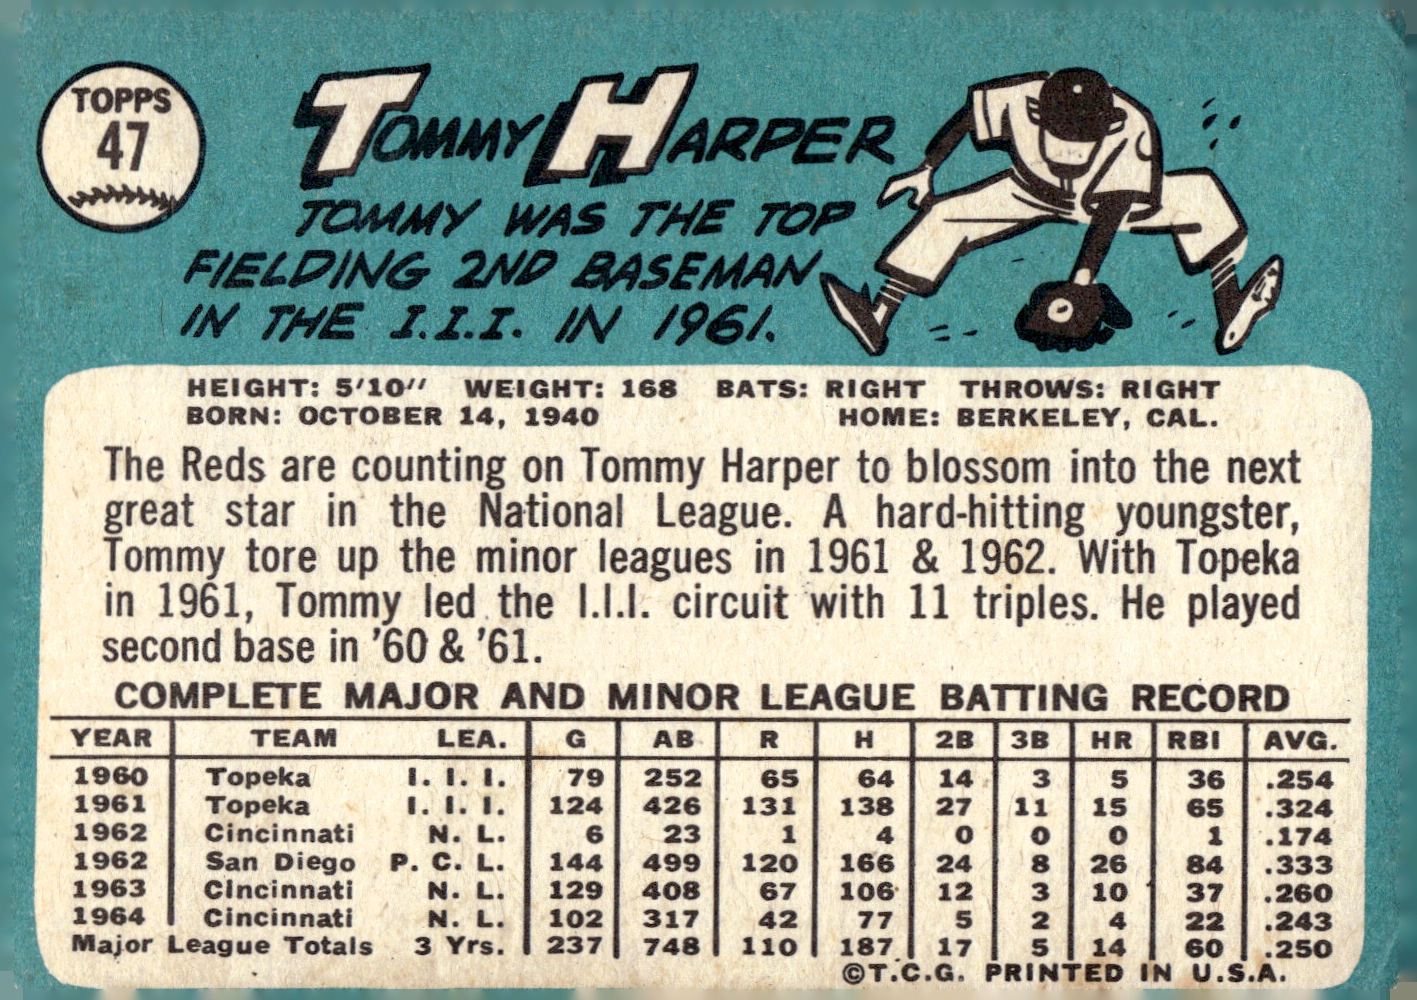 TOPPS
47
TOMMY HARPER
TOMMY WAS THE TOP
FIELDING 2ND BASEMAN
IN THE I.I.I. IN 1961.
HEIGHT: 5'10" WEIGHT: 168 BATS: RIGHT THROWS: RIGHT
BORN: OCTOBER 14, 1940 HOME: BERKELEY, CAL.
The Reds are counting on Tommy Harper to blossom into the next
great star in the National League. A hard-hitting youngster,
Tommy tore up the minor leagues in 1961 & 1962. With Topeka
in 1961, Tommy led the I.I.I. circuit with 11 triples. He played
second base in '60 & '61.
COMPLETE MAJOR AND MINOR LEAGUE BATTING RECORD
YEAR TEAM LEA. G AB R H 2B 3B HR RBI AVG.
1960 Topeka I. I. I. 79 252 65 64 14 3 5 36 .254
1961 Topeka I. I. I. 124 426 131 138 27 11 15 65 .324
1962 Cincinnati N. L. 6 23 1 4 0 0 0 1 .174
1962 San Diego P. C. L. 144 499 120 166 24 8 26 84 .333
1963 Cincinnati N. L. 129 408 67 106 12 3 10 37 .260
1964 Cincinnati N. L. 102 317 42 77 5 2 4 22 .243
Major League Totals 3 Yrs. 237 748 110 187 17 5 14 60 .250
©T.C.G. PRINTED IN U.S.A.